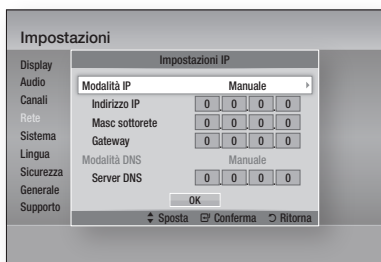 Impostazioni
Display
Audio
Canali
Rete
Sistema
Lingua
Sicurezza
Generale
Supporto
Impostazioni IP
Modalità IP Manuale
Indirizzo IP 0 . 0 . 0 . 0
Masc sottorete 0 . 0 . 0 . 0
Gateway 0 . 0 . 0 . 0
Modalità DNS Manuale
Server DNS 0 . 0 . 0 . 0
OK
Sposta Conferma Ritorna